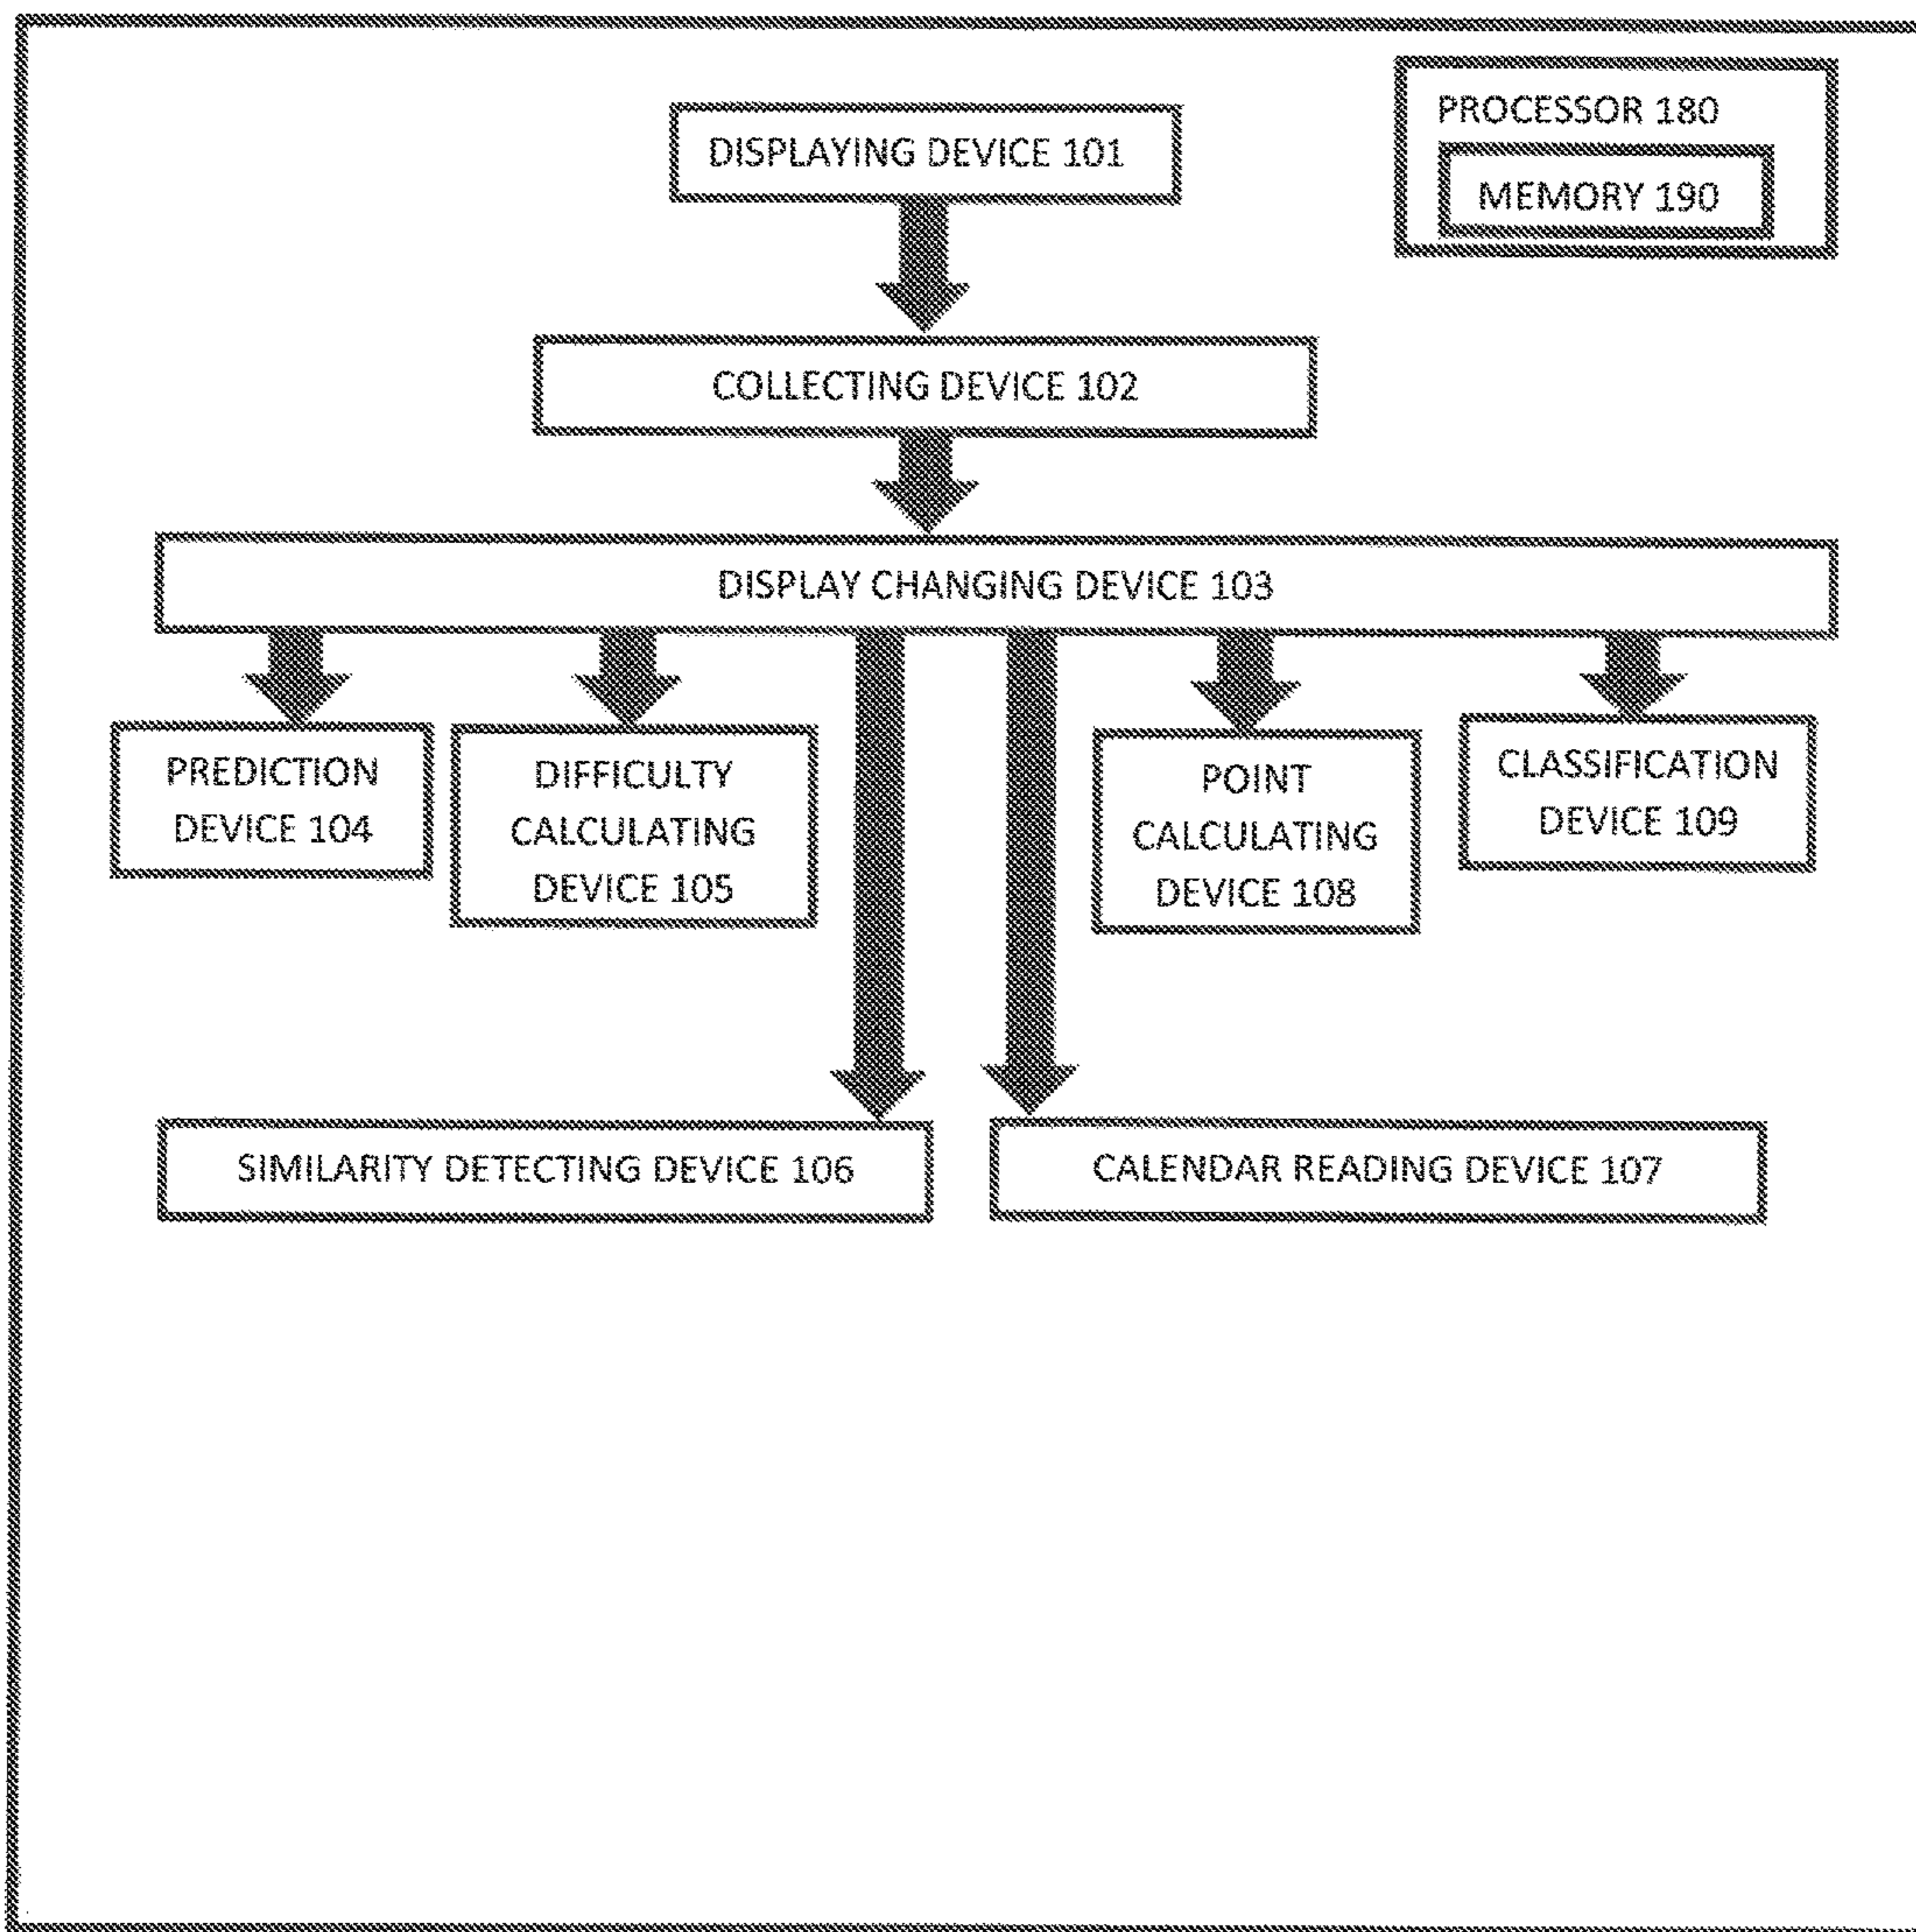 PROCESSOR 180
MEMORY 190
DISPLAYING DEVICE 101
COLLECTING DEVICE 102
DISPLAY CHANGING DEVICE 103
PREDICTION
DEVICE 104
DIFFICULTY
CALCULATING
DEVICE 105
POINT
CALCULATING
DEVICE 108
CLASSIFICATION
DEVICE 109
SIMILARITY DETECTING DEVICE 106
CALENDAR READING DEVICE 107